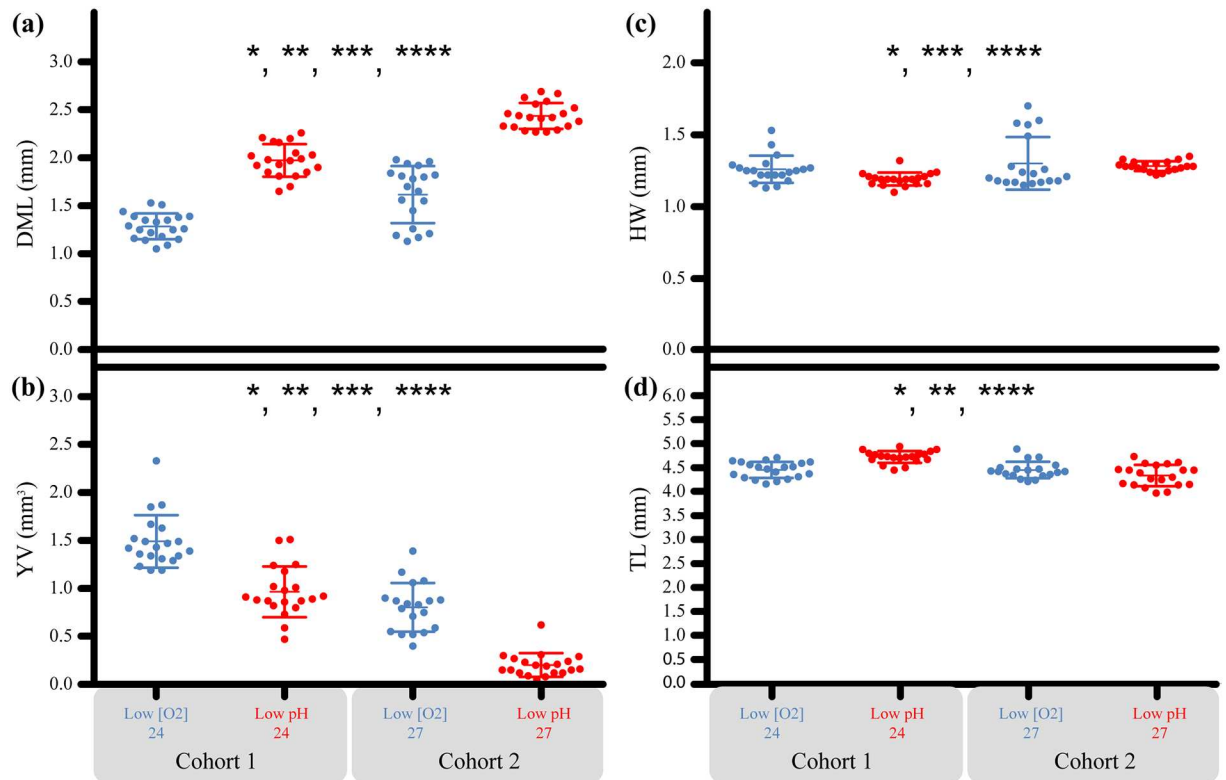 (a)
* , ** , *** , ****
DML (mm)
3.0
2.5
2.0
1.5
1.0
0.5
0.0
(c)
* , *** , ****
HW (mm)
2.0
1.5
1.0
0.5
0.0
(b)
* , ** , *** , ****
YV (mm³)
3.0
2.5
2.0
1.5
1.0
0.5
0.0
Low [O2]
24
Low pH
24
Low [O2]
27
Low pH
27
Cohort 1
Cohort 2
(d)
* , ** , ****
TL (mm)
6.0
5.5
5.0
4.5
4.0
3.5
3.0
2.5
2.0
1.5
1.0
0.5
0.0
Low [O2]
24
Low pH
24
Low [O2]
27
Low pH
27
Cohort 1
Cohort 2